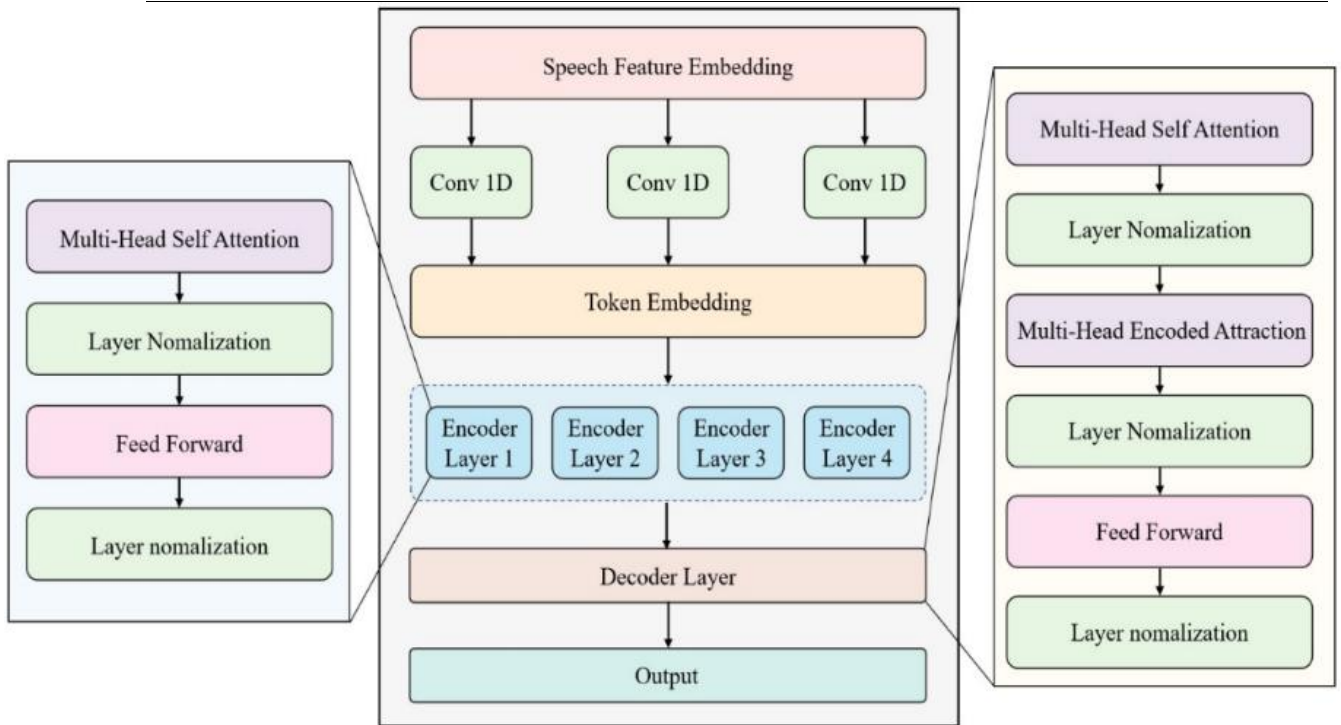 Speech Feature Embedding
Conv 1D
Conv 1D
Conv 1D
Token Embedding
Encoder
Layer 1
Encoder
Layer 2
Encoder
Layer 3
Encoder
Layer 4
Decoder Layer
Output
Multi-Head Self Attention
Layer Nomalization
Feed Forward
Layer nomalization
Multi-Head Self Attention
Layer Nomalization
Multi-Head Encoded Attraction
Layer Nomalization
Feed Forward
Layer nomalization